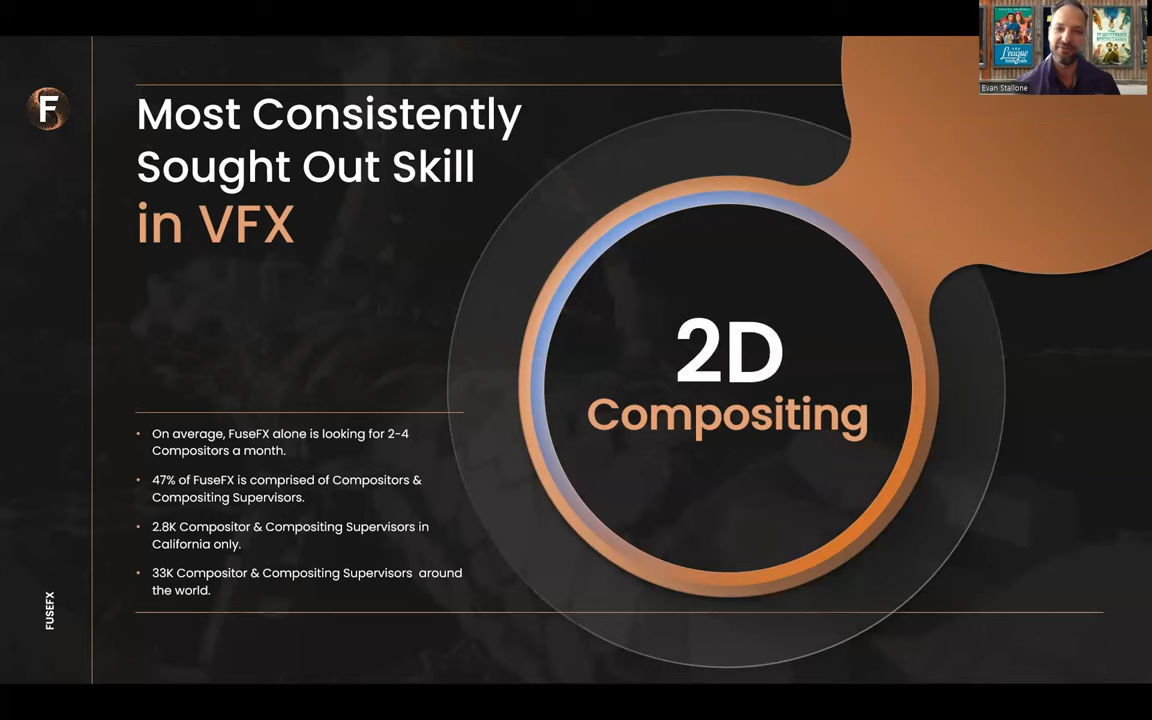 F
Most Consistently
Sought Out Skill
in VFX
2D
Compositing
• On average, FuseFX alone is looking for 2-4
Compositors a month.
• 47% of FuseFX is comprised of Compositors &
Compositing Supervisors.
• 2.8K Compositor & Compositing Supervisors in
California only.
• 33K Compositor & Compositing Supervisors around
the world.
FUSEFX
League
Evan Stallone